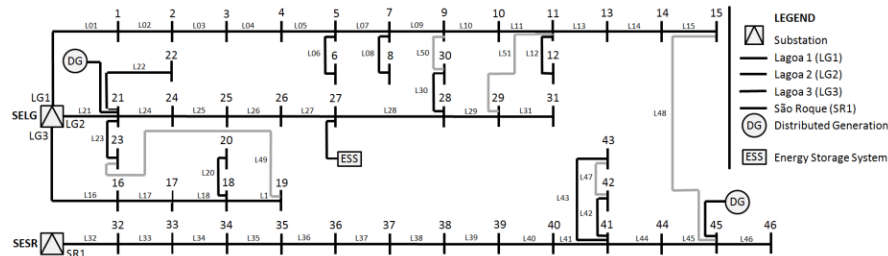 1 2 3 4 5 7 9 10 11 13 14 15
L01 L02 L03 L04 L05 L07 L09 L10 L11 L13 L14 L15
22 6 8 30 12
DG L22 L06 L08 L50 L51 L12
LG1 21 24 25 26 27 L30 28 29 31 L48
SELG L21 L24 L25 L26 L27 L28 L29 L31
LG2
LG3 L23 23 20 43
L49 ESS L47
16 17 L20 18 19 L43 42 DG
L16 L17 L18 L1 L42
32 33 34 35 36 37 38 39 40 41 44 45 46
SESR L32 L33 L34 L35 L36 L37 L38 L39 L40 L41 L44 L45 L46
SR1
LEGEND
Substation
Lagoa 1 (LG1)
Lagoa 2 (LG2)
Lagoa 3 (LG3)
São Roque (SR1)
DG Distributed Generation
ESS Energy Storage System